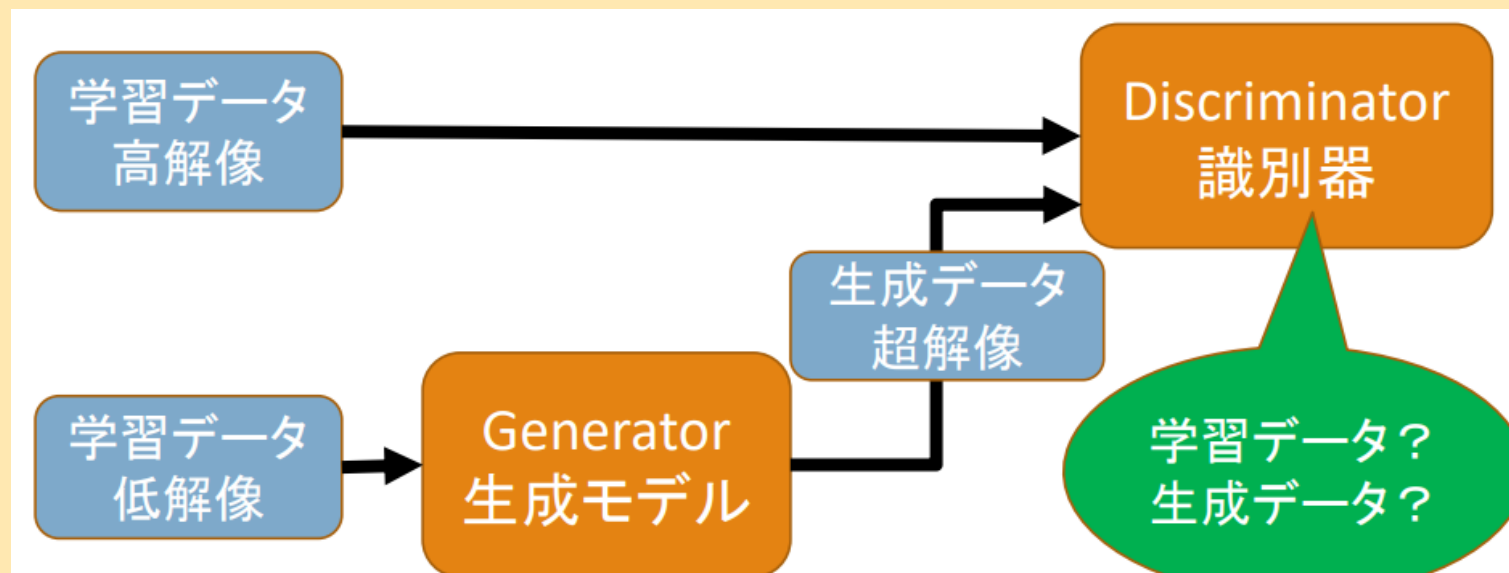 学習データ
高解像
Discriminator
識別器
生成データ
超解像
学習データ
低解像
Generator
生成モデル
学習データ？
生成データ？